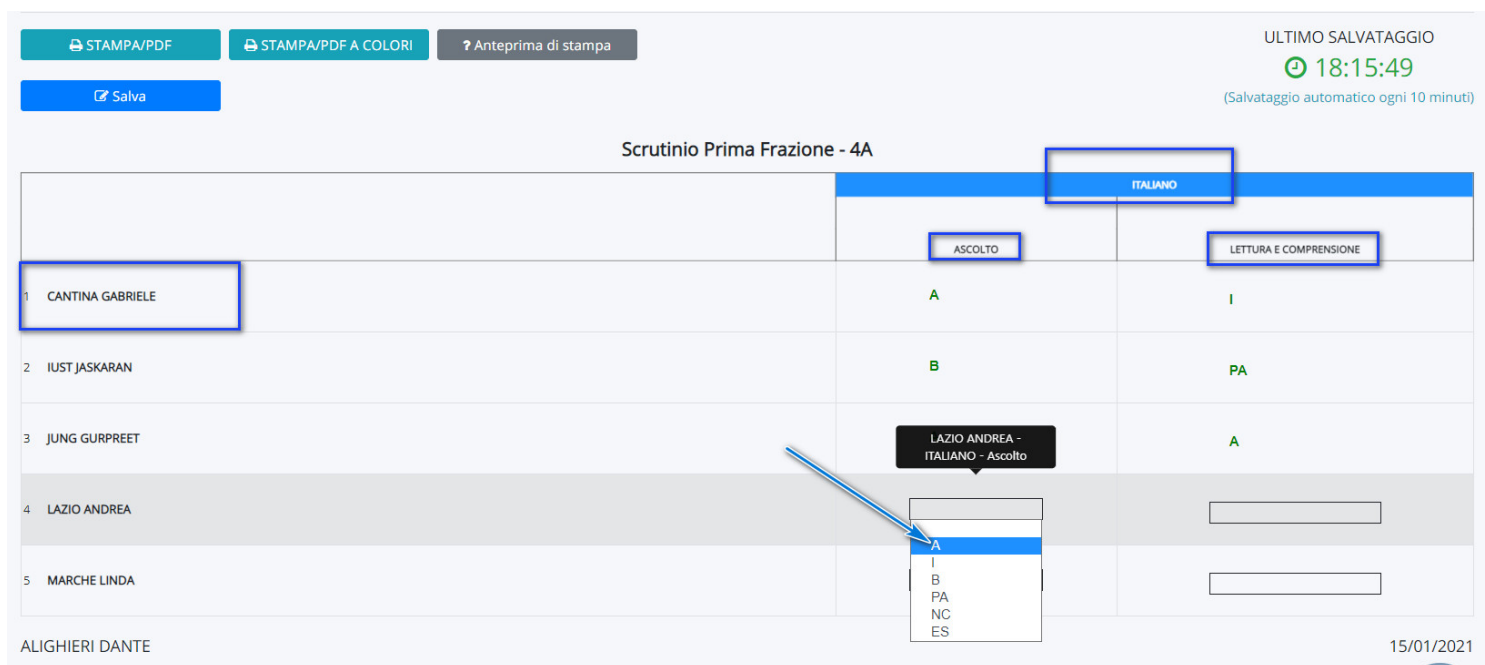 STAMPA/PDF
STAMPA/PDF A COLORI
? Anteprima di stampa
ULTIMO SALVATAGGIO
18:15:49
Salva
(Salvataggio automatico ogni 10 minuti)
Scrutinio Prima Frazione - 4A
ITALIANO
ASCOLTO
LETTURA E COMPRENSIONE
1 CANTINA GABRIELE
A
I
2 IUST JASKARAN
B
PA
3 JUNG GURPREET
LAZIO ANDREA -
ITALIANO - Ascolto
A
4 LAZIO ANDREA
A
I
B
PA
NC
ES
5 MARCHE LINDA
ALIGHIERI DANTE
15/01/2021